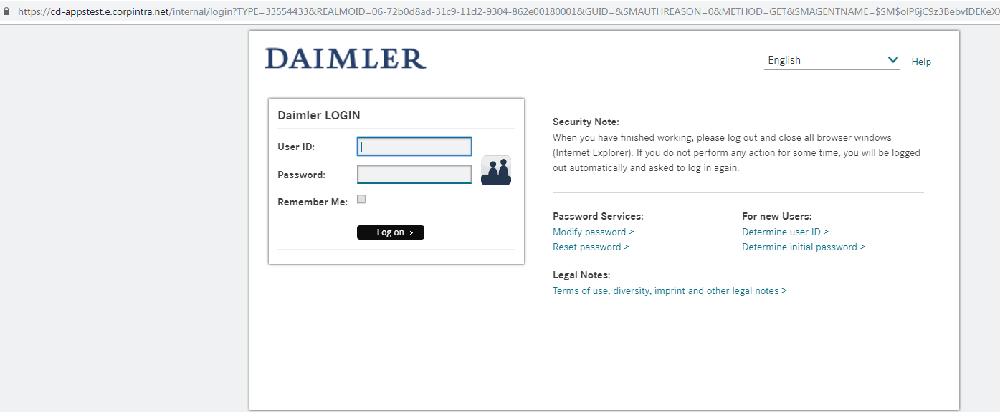 https://cd-appstest.e.corpintra.net/internal/login?TYPE=33554433&REALMOID=06-72b0d8ad-31c9-11d2-9304-862e00180001&GUID=&SMAUTHREASON=0&METHOD=GET&SMAGENTNAME=$SM$olP6jC9z3BebvIDEKeXX
DAIMLER
English
Help
Daimler LOGIN
User ID:
Password:
Remember Me:
Log on ›
Security Note:
When you have finished working, please log out and close all browser windows
(Internet Explorer). If you do not perform any action for some time, you will be logged
out automatically and asked to log in again.
Password Services:
Modify password >
Reset password >
For new Users:
Determine user ID >
Determine initial password >
Legal Notes:
Terms of use, diversity, imprint and other legal notes >